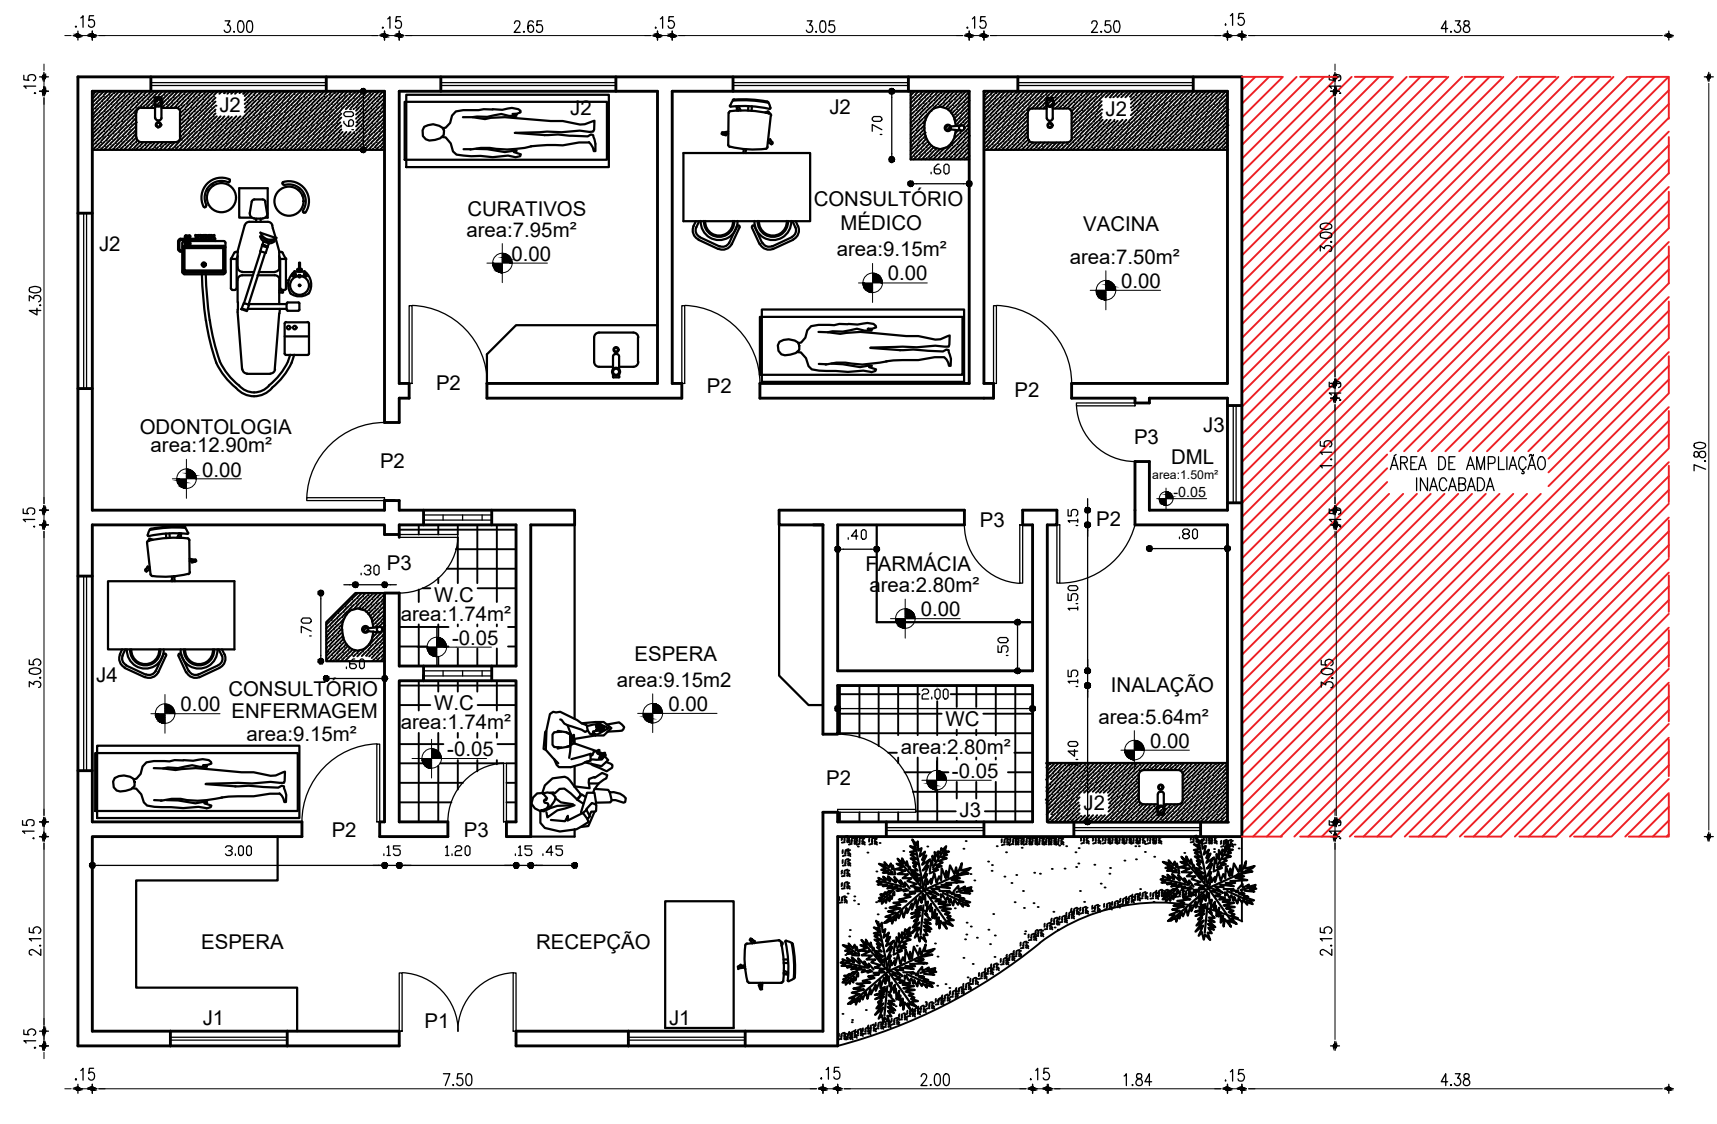 .15 3.00 .15 2.65 .15 3.05 .15 2.50 .15 4.38
.15
J2
.60
J2
J2
.70
.60
J2
.15
CURATIVOS
area:7.95m²
0.00
CONSULTÓRIO
MÉDICO
area:9.15m²
0.00
VACINA
area:7.50m²
0.00
3.00
J2
4.30
ODONTOLOGIA
area:12.90m²
0.00
P2
P2
P2
P2
.15
P3
J3
DML
area:1.50m²
-0.05
1.15
ÁREA DE AMPLIAÇÃO
INACABADA
7.80
.15
P3
.30
.70
.60
J4
0.00
CONSULTÓRIO
ENFERMAGEM
area:9.15m²
3.05
W.C
area:1.74m²
-0.05
W.C
area:1.74m²
-0.05
ESPERA
area:9.15m2
0.00
P3
P2
.15
.80
.15
.40
FARMÁCIA
area:2.80m²
0.00
.50
1.50
.15
2.00
WC
area:2.80m²
-0.05
J3
P2
INALAÇÃO
area:5.64m²
0.00
.40
J2
3.05
P2
P3
.15
.15
3.00 .15 1.20 .15 .45
ESPERA
RECEPÇÃO
2.15
2.15
J1
P1
J1
.15
.15 7.50 .15 2.00 .15 1.84 .15 4.38